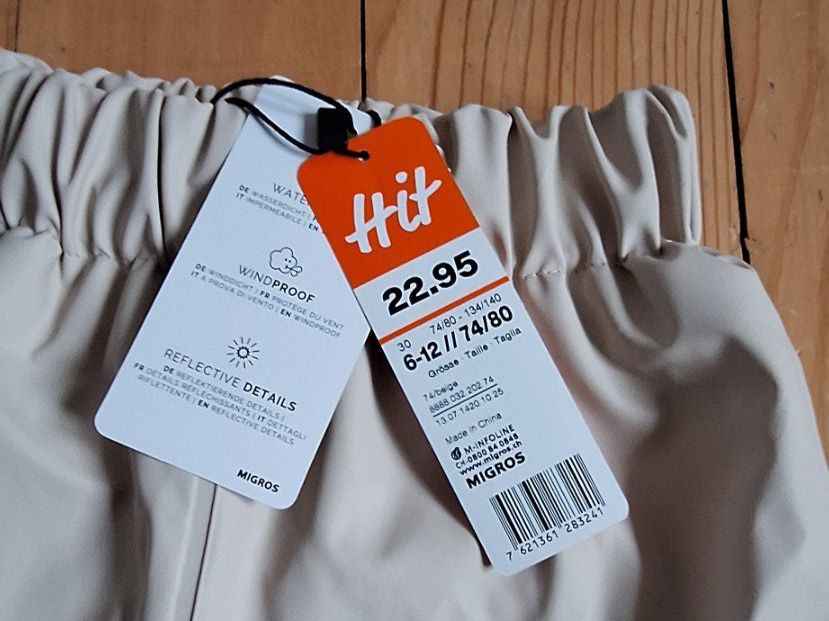 WATE
DE WASSERDICHT |
IT IMPERMEABILE | EN
WINDPROOF
DE WINDDICHT | FR PROTÈGE DU VENT
IT A PROVA DI VENTO | EN WINDPROOF
REFLECTIVE DETAILS
DE REFLEKTIERENDE DETAILS |
FR DÉTAILS RÉFLÉCHISSANTS | IT DETTAGLI
RIFLETTENTE | EN REFLECTIVE DETAILS
MIGROS
Hit
22.95
30 74/80 - 134/140
6-12 // 74/80
Grösse · Taille · Taglia
74/beige
8888 032 202 74
13 07 1420 10 25
Made in China
M-INFOLINE
CH-0800 84 0848
www.migros.ch
MIGROS
7 621361 283241